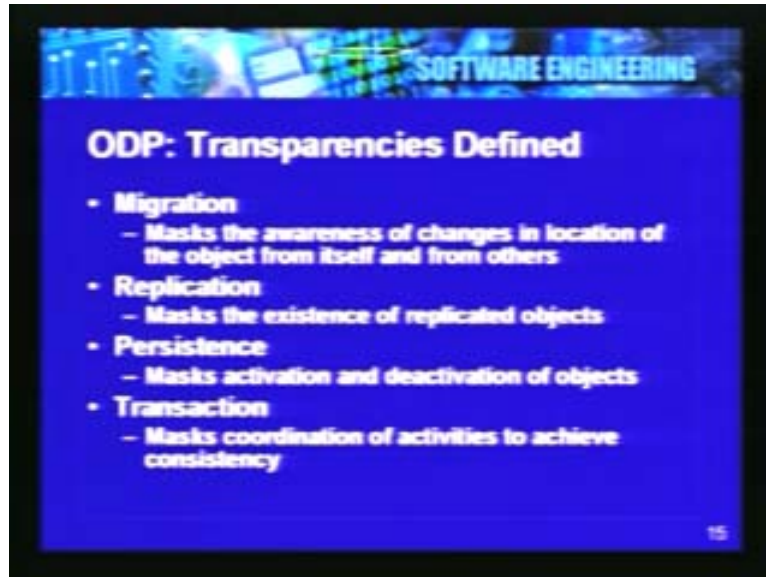 SOFTWARE ENGINEERING
ODP: Transparencies Defined
• Migration
– Masks the awareness of changes in location of
the object from itself and from others
• Replication
– Masks the existence of replicated objects
• Persistence
– Masks activation and deactivation of objects
• Transaction
– Masks coordination of activities to achieve
consistency
15